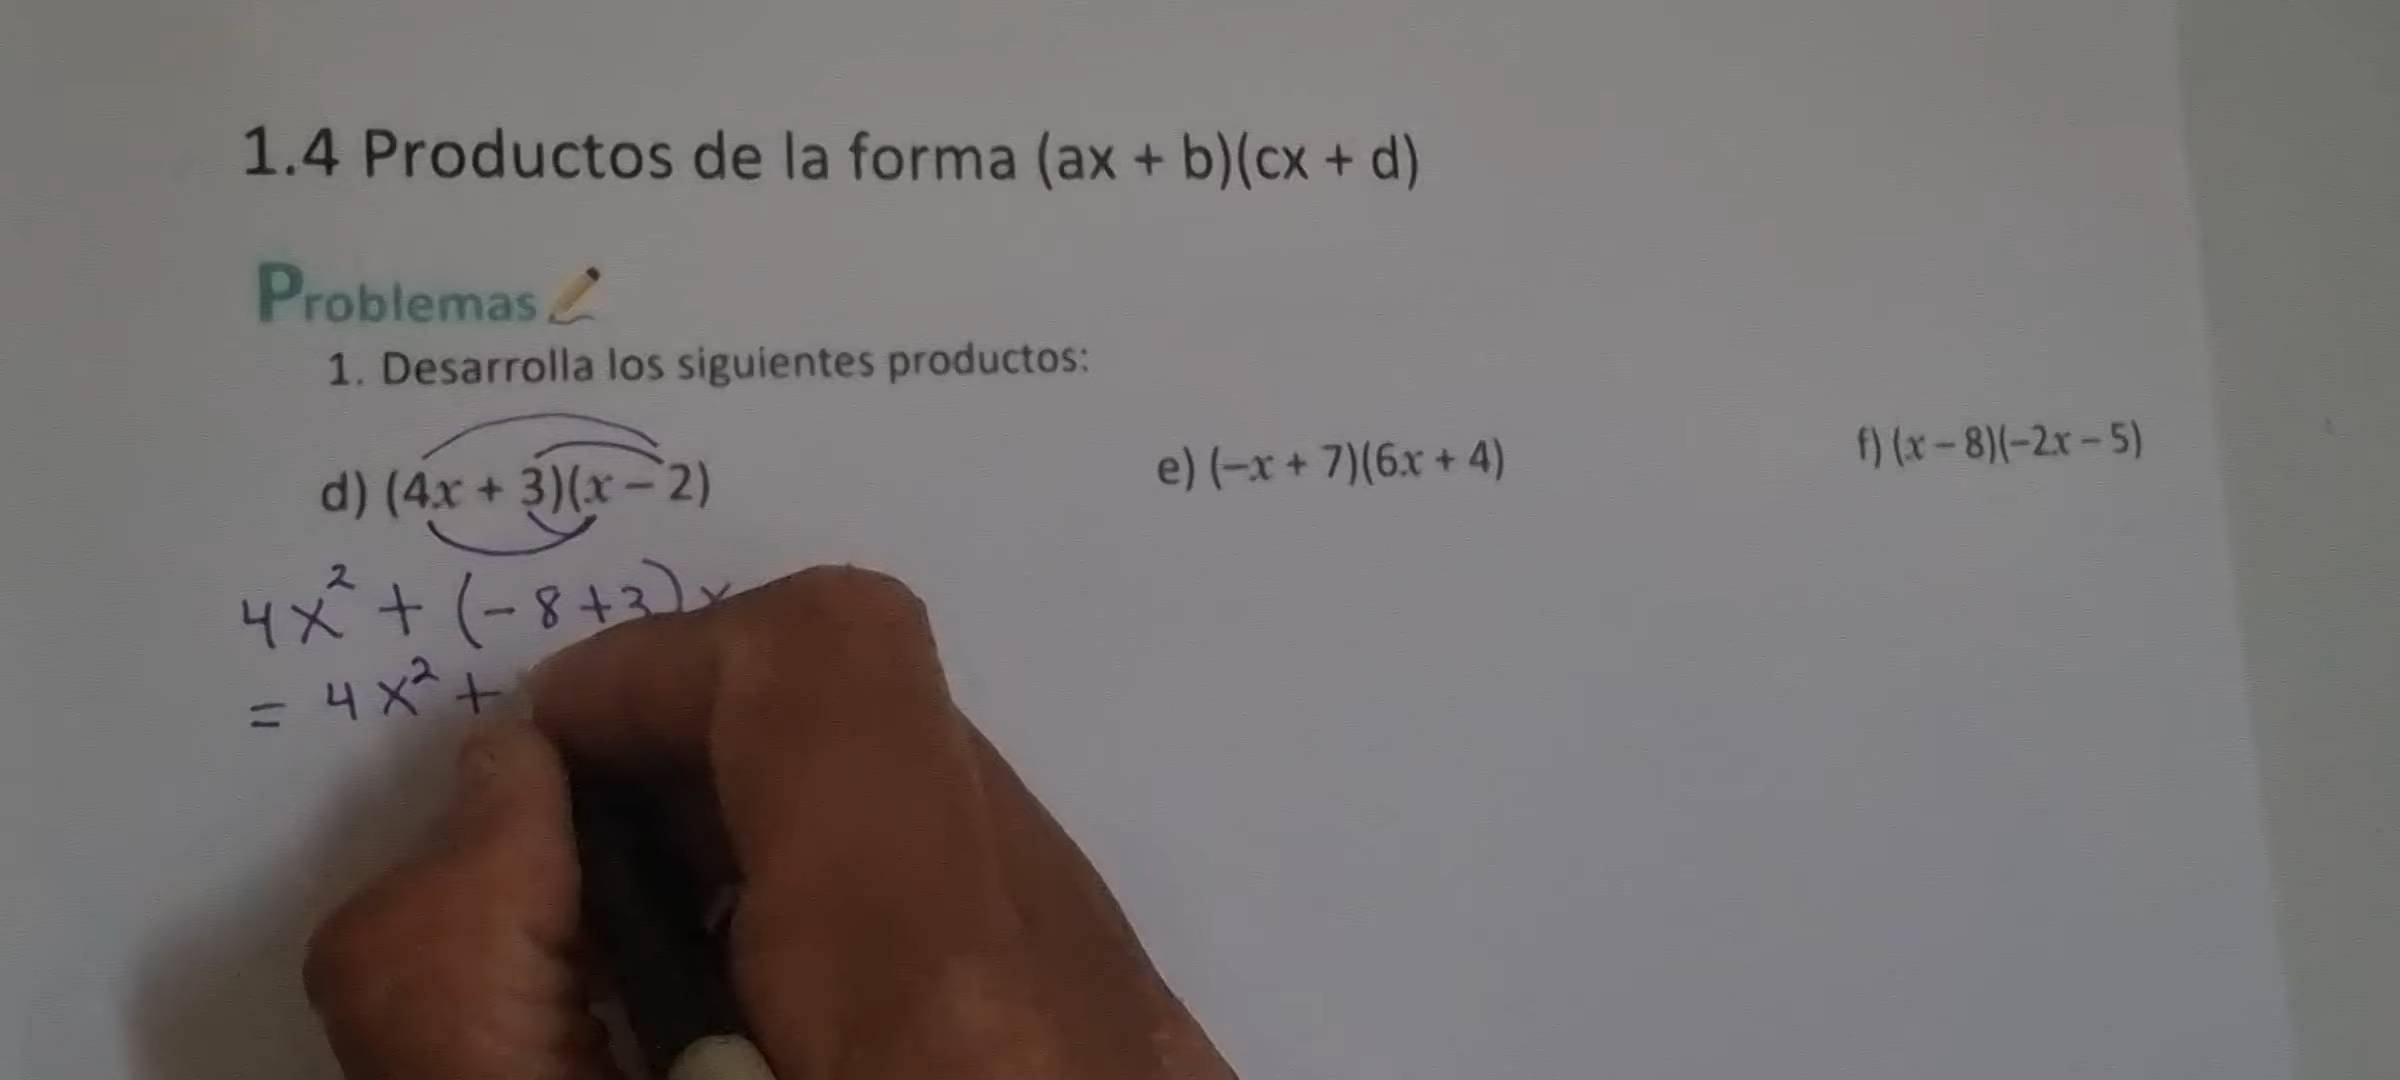 1.4 Productos de la forma (ax + b)(cx + d)
Problemas
1. Desarrolla los siguientes productos:
d) (4x + 3)(x – 2)
e) (–x + 7)(6x + 4)
f) (x – 8)(–2x – 5)
4x² + (-8+3)x
= 4x² +